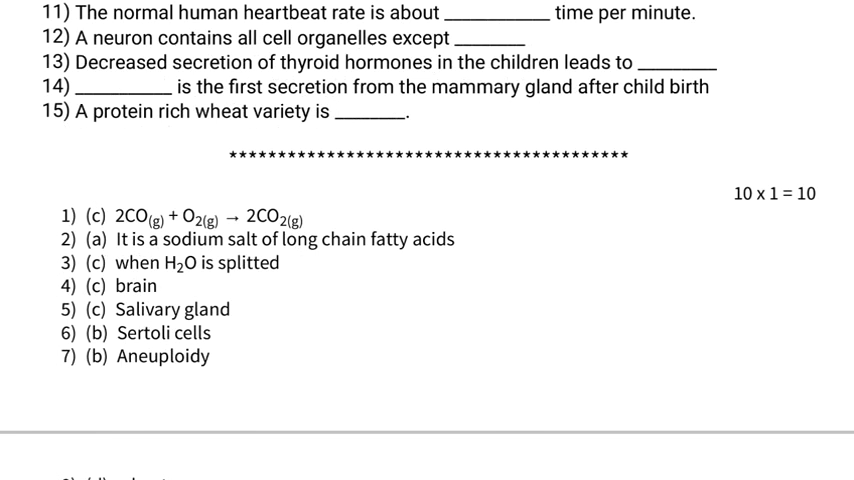 11) The normal human heartbeat rate is about __________ time per minute.
12) A neuron contains all cell organelles except _______
13) Decreased secretion of thyroid hormones in the children leads to ________
14) __________ is the first secretion from the mammary gland after child birth
15) A protein rich wheat variety is _______.
*****************************************
10 x 1 = 10
1) (c) 2CO(g) + O2(g) → 2CO2(g)
2) (a) It is a sodium salt of long chain fatty acids
3) (c) when H2O is splitted
4) (c) brain
5) (c) Salivary gland
6) (b) Sertoli cells
7) (b) Aneuploidy